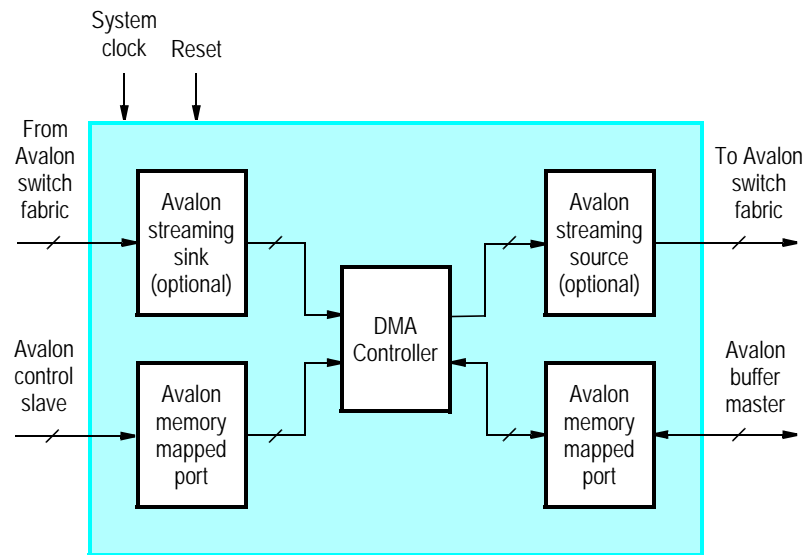 System
clock
Reset
From
Avalon
switch
fabric
Avalon
streaming
sink
(optional)
Avalon
streaming
source
(optional)
To Avalon
switch
fabric
DMA
Controller
Avalon
control
slave
Avalon
memory
mapped
port
Avalon
memory
mapped
port
Avalon
buffer
master